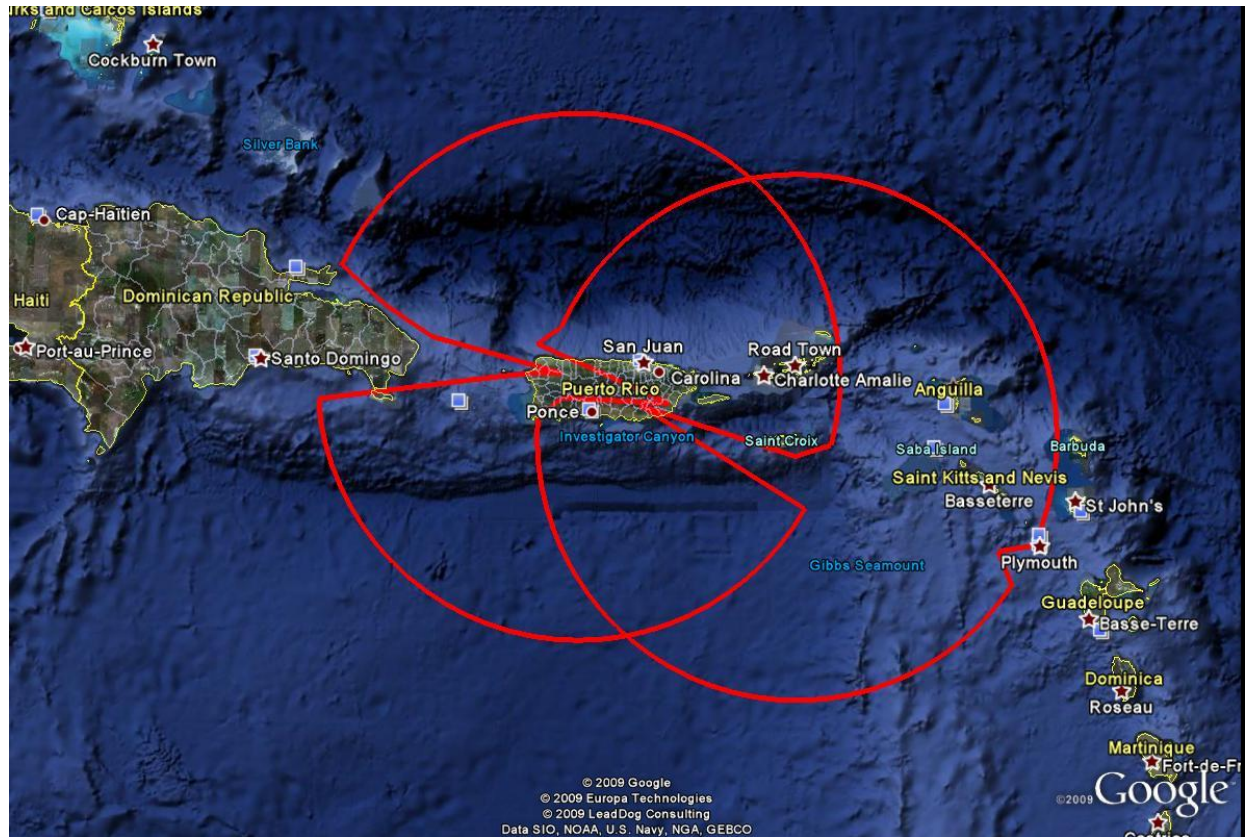 urks and Caicos Islands
Cockburn Town
Silver Bank
Cap-Haïtien
Haiti
Dominican Republic
Port-au-Prince
Santo Domingo
San Juan
Road Town
Puerto Rico
Carolina
Charlotte Amalie
Anguilla
Ponce
Investigator Canyon
Saint Croix
Saba Island
Barbuda
Saint Kitts and Nevis
Basseterre
St John's
Gibbs Seamount
Plymouth
Guadeloupe
Basse-Terre
Dominica
Roseau
Martinique
Fort-de-Fr
© 2009 Google
© 2009 Europa Technologies
© 2009 LeadDog Consulting
Data SIO, NOAA, U.S. Navy, NGA, GEBCO
©2009 Google